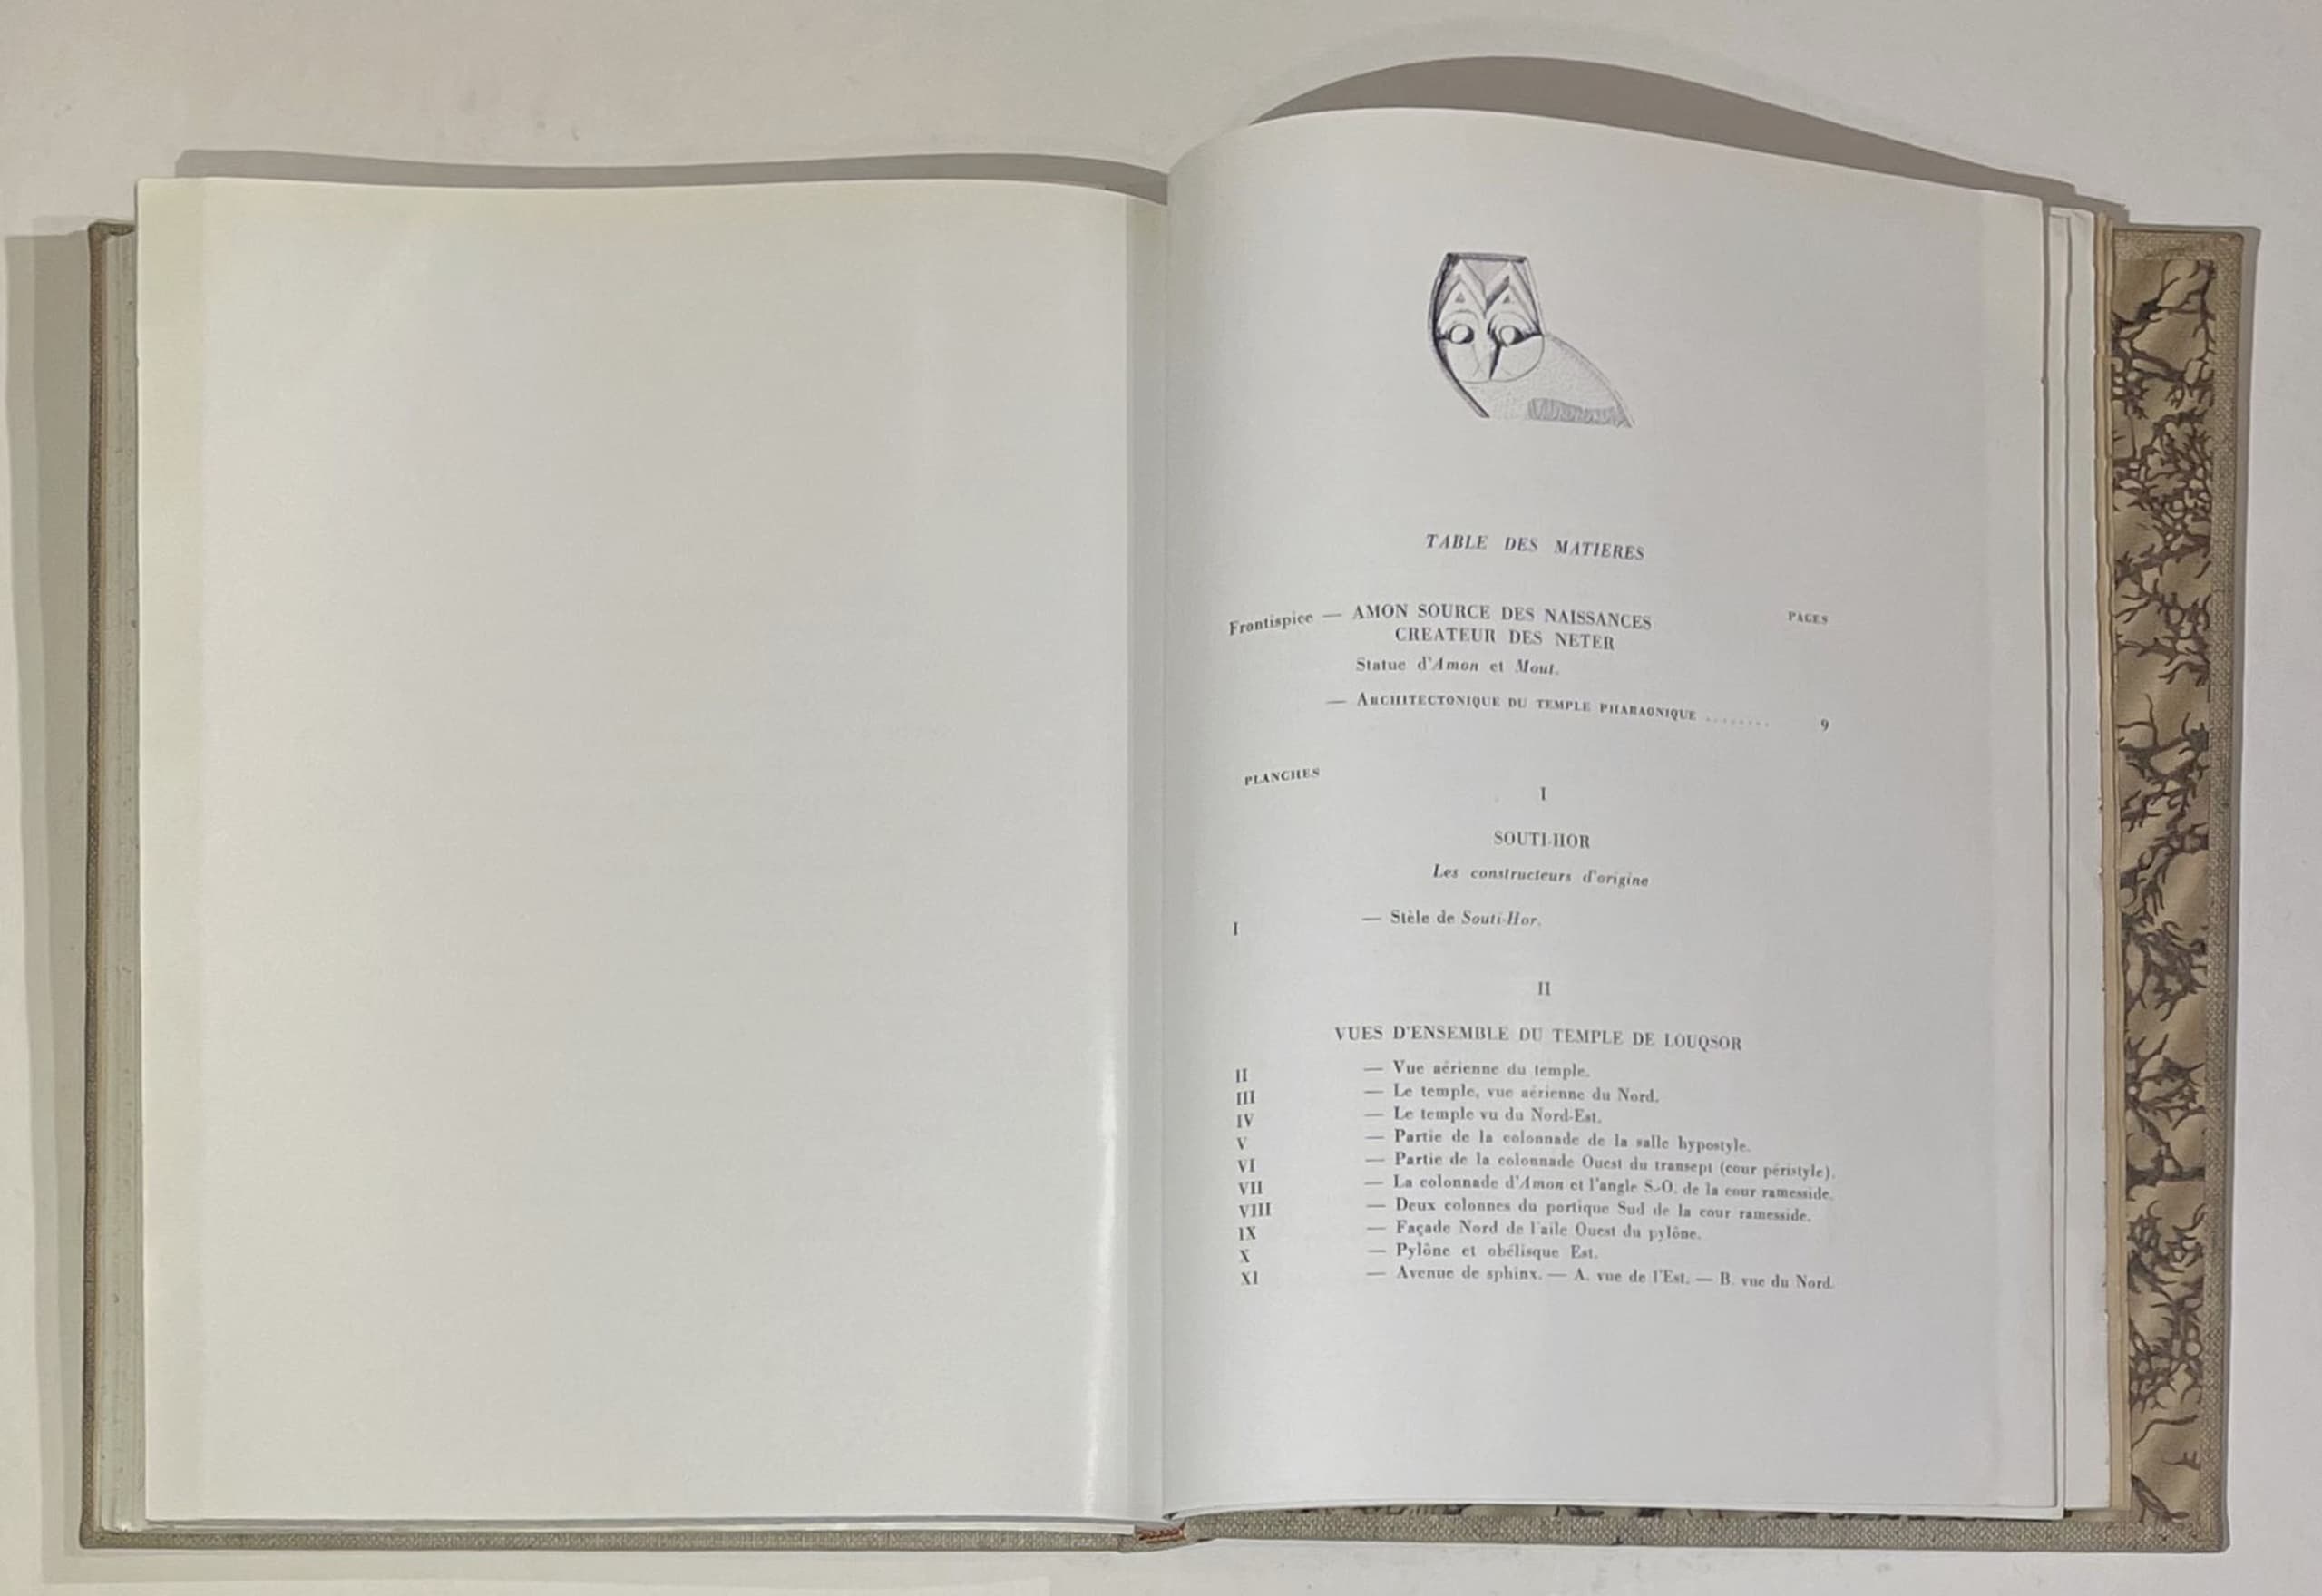 TABLE DES MATIERES
Frontispice — AMON SOURCE DES NAISSANCES
CREATEUR DES NETER
PAGES
Statue d'Amon et Mout.
— ARCHITECTONIQUE DU TEMPLE PHARAONIQUE ........ 9
PLANCHES
I
SOUTI-HOR
Les constructeurs d'origine
I — Stèle de Souti-Hor.
II
VUES D'ENSEMBLE DU TEMPLE DE LOUQSOR
II — Vue aérienne du temple.
III — Le temple, vue aérienne du Nord.
IV — Le temple vu du Nord-Est.
V — Partie de la colonnade de la salle hypostyle.
VI — Partie de la colonnade Ouest du transept (cour péristyle).
VII — La colonnade d'Amon et l'angle S.-O. de la cour ramesside.
VIII — Deux colonnes du portique Sud de la cour ramesside.
IX — Façade Nord de l'aile Ouest du pylône.
X — Pylône et obélisque Est.
XI — Avenue de sphinx. — A. vue de l'Est. — B. vue du Nord.